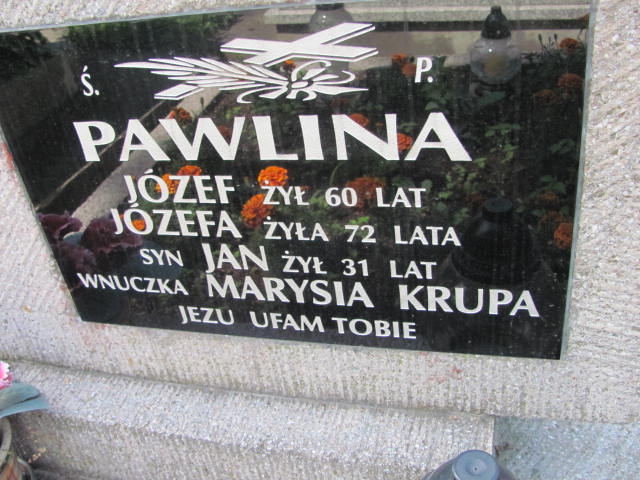 Ś. P.
PAWLINA
JÓZEF ŻYŁ 60 LAT
JÓZEFA ŻYŁA 72 LATA
SYN JAN ŻYŁ 31 LAT
WNUCZKA MARYSIA KRUPA
JEZU UFAM TOBIE